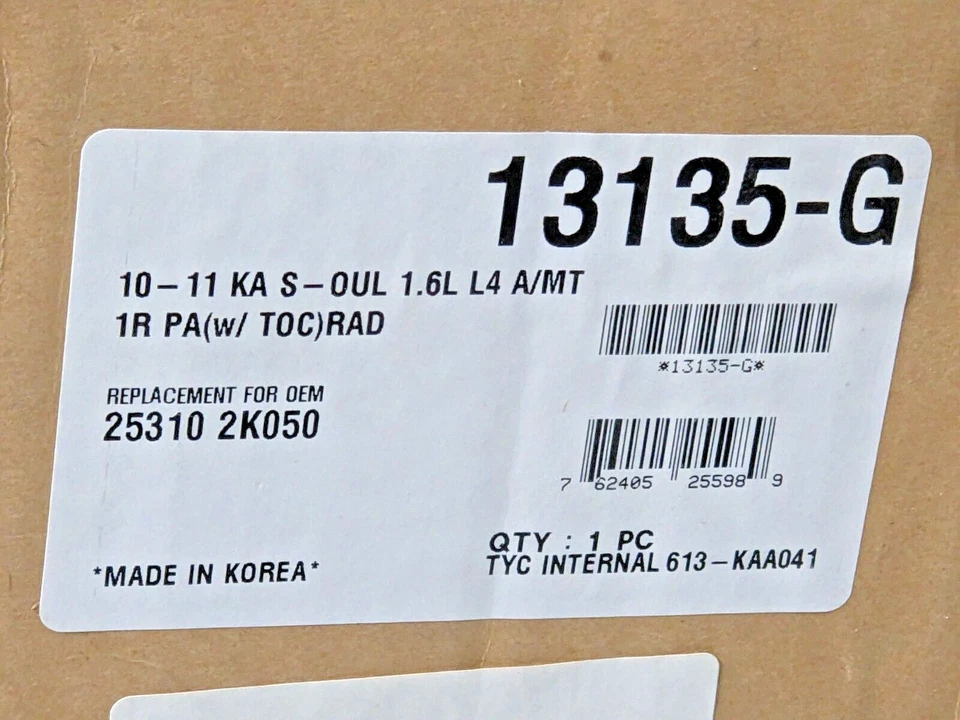 13135-G
10-11 KA S-OUL 1.6L L4 A/MT
1R PA(w/ TOC)RAD
*13135-G*
REPLACEMENT FOR OEM
25310 2K050
7 62405 25598 9
QTY : 1 PC
TYC INTERNAL 613-KAA041
*MADE IN KOREA*